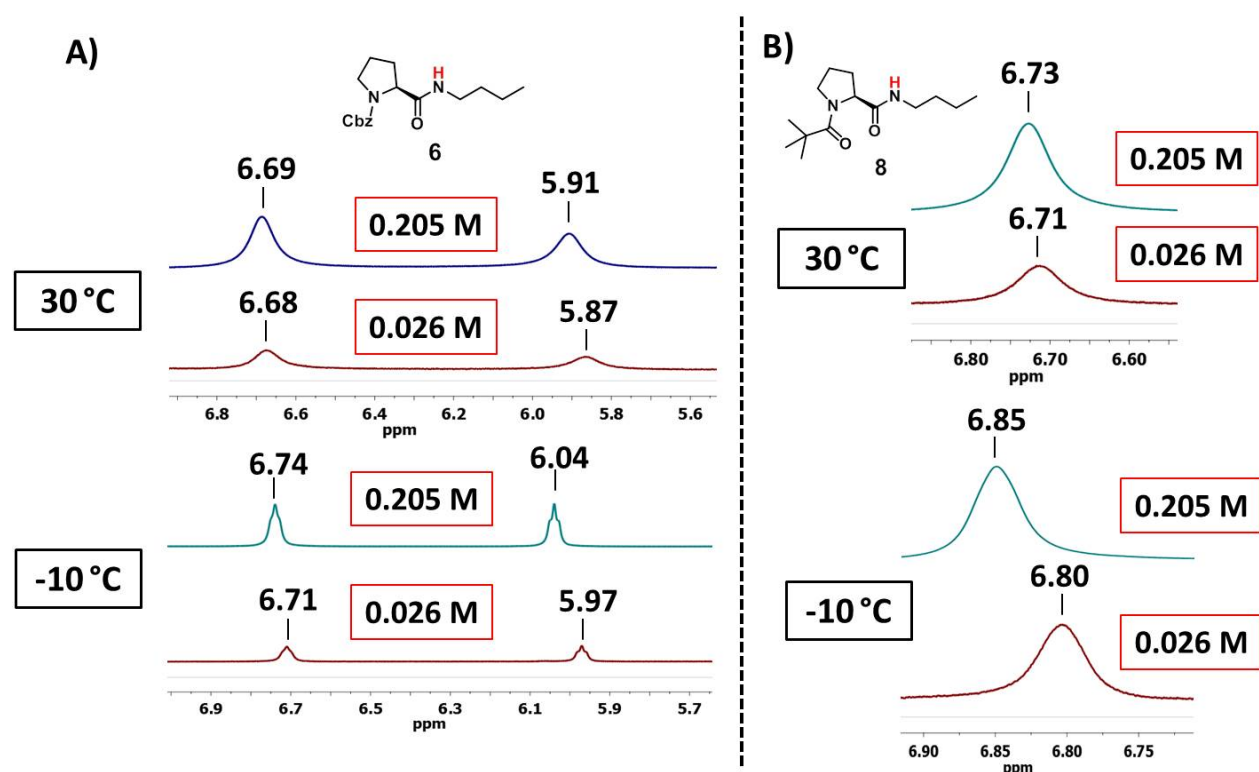 A)
H
N
N
Cbz
O
6
6.69
5.91
0.205 M
30 °C
6.68
5.87
0.026 M
6.8 6.6 6.4 6.2 6.0 5.8 5.6
ppm
6.74
6.04
0.205 M
-10 °C
6.71
5.97
0.026 M
6.9 6.7 6.5 6.3 6.1 5.9 5.7
ppm
B)
H
N
N
O
O
8
6.73
0.205 M
30 °C
6.71
0.026 M
6.80 6.70 6.60
ppm
6.85
0.205 M
-10 °C
6.80
0.026 M
6.90 6.85 6.80 6.75
ppm